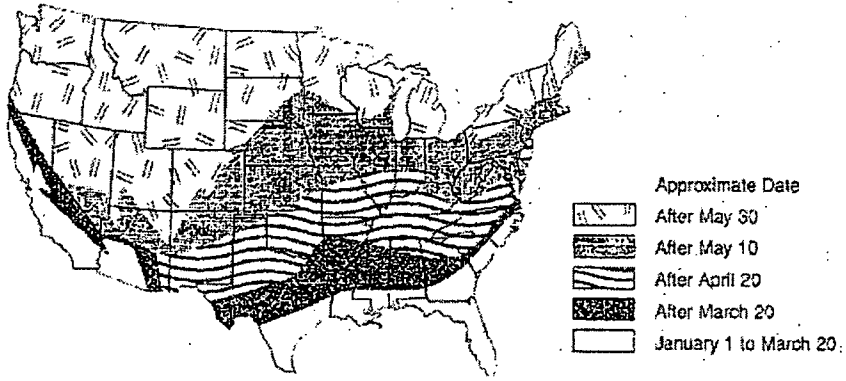 Approximate Date
After May 30
After May 10
After April 20
After March 20
January 1 to March 20